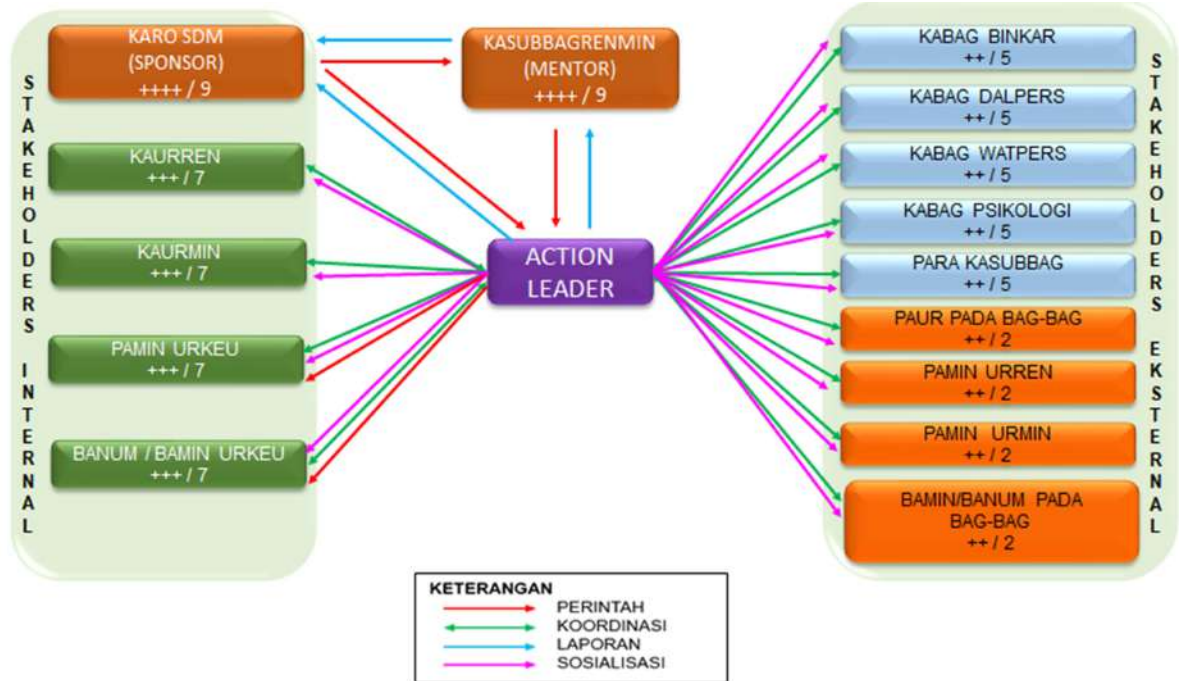 STAKEHOLDERS INTERNAL
KARO SDM
(SPONSOR)
++++ / 9
KAURREN
+++ / 7
KAURMIN
+++ / 7
PAMIN URKEU
+++ / 7
BANUM / BAMIN URKEU
+++ / 7
KASUBBAGRENMIN
(MENTOR)
++++ / 9
ACTION
LEADER
KABAG BINKAR
++ / 5
KABAG DALPERS
++ / 5
KABAG WATPERS
++ / 5
KABAG PSIKOLOGI
++ / 5
PARA KASUBBAG
++ / 5
PAUR PADA BAG-BAG
++ / 2
PAMIN URREN
++ / 2
PAMIN URMIN
++ / 2
BAMIN/BANUM PADA
BAG-BAG
++ / 2
STAKEHOLDERS EKSTERNAL
KETERANGAN
PERINTAH
KOORDINASI
LAPORAN
SOSIALISASI